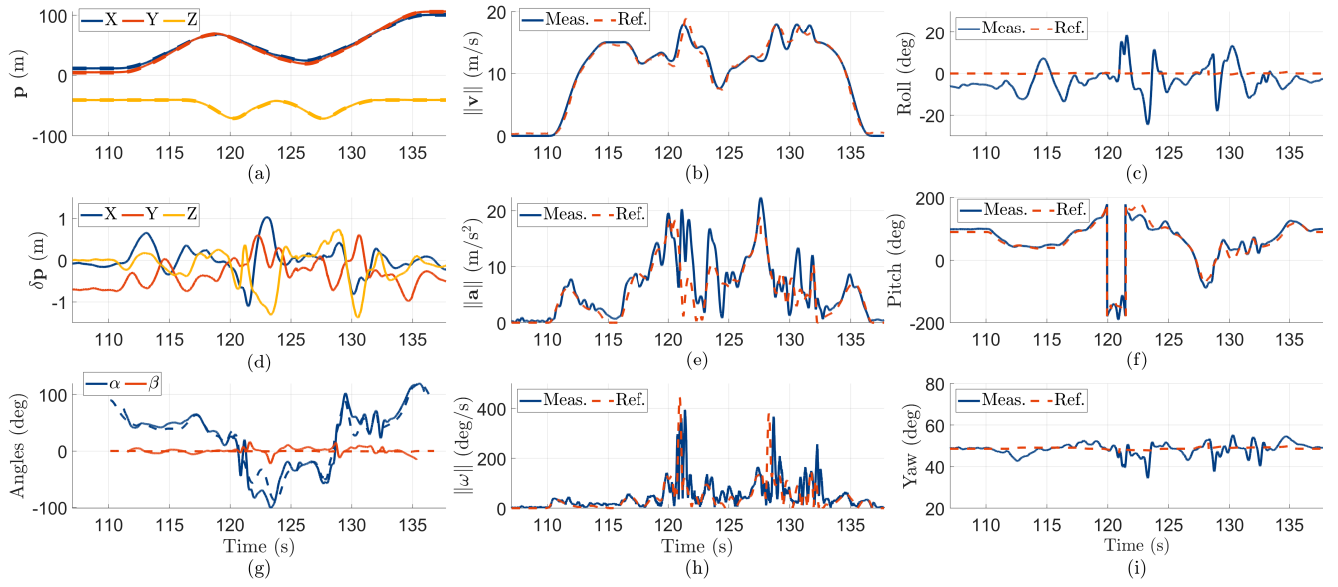 X Y Z
100
0
-100
p (m)
110 115 120 125 130 135
(a)
Meas. Ref.
20
10
0
||v|| (m/s)
110 115 120 125 130 135
(b)
Meas. Ref.
20
0
-20
Roll (deg)
110 115 120 125 130 135
(c)
X Y Z
1
0
-1
δp (m)
110 115 120 125 130 135
(d)
Meas. Ref.
20
10
0
||a|| (m/s²)
110 115 120 125 130 135
(e)
Meas. Ref.
200
0
-200
Pitch (deg)
110 115 120 125 130 135
(f)
α β
100
0
-100
Angles (deg)
110 115 120 125 130 135
Time (s)
(g)
Meas. Ref.
400
200
0
||ω|| (deg/s)
110 115 120 125 130 135
Time (s)
(h)
Meas. Ref.
80
60
40
20
Yaw (deg)
110 115 120 125 130 135
Time (s)
(i)